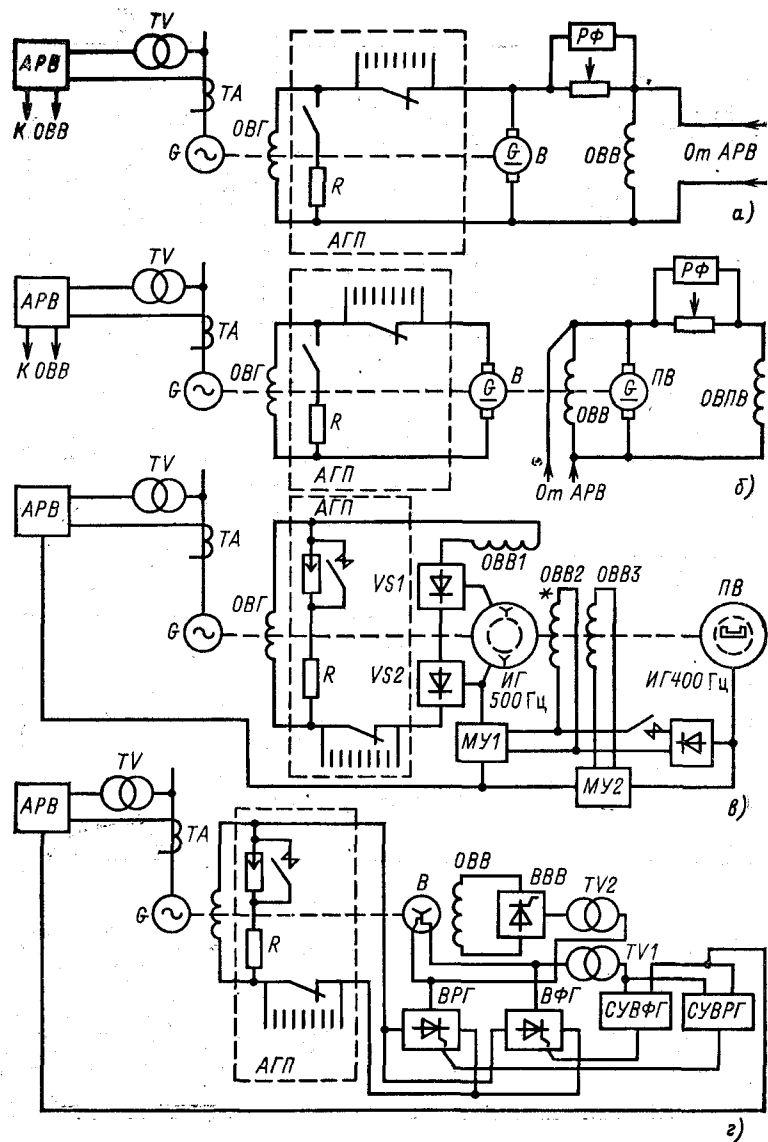 TV
АРВ
К ОВВ
TA
G
ОВГ
R
АГП
G
В
РФ
ОВВ
От АРВ
а)
TV
АРВ
К ОВВ
TA
G
ОВГ
R
АГП
G
В
ОВВ
G
ПВ
РФ
ОВПВ
От АРВ
б)
TV
АРВ
TA
G
ОВГ
АГП
R
VS1
VS2
ОВВ1
ИГ
500 Гц
*
ОВВ2
ОВВ3
ПВ
ИГ 400 Гц
МУ1
МУ2
в)
TV
АРВ
TA
G
R
АГП
В
ОВВ
ВВВ
TV2
TV1
ВРГ
ВФГ
СУВФГ
СУВРГ
г)